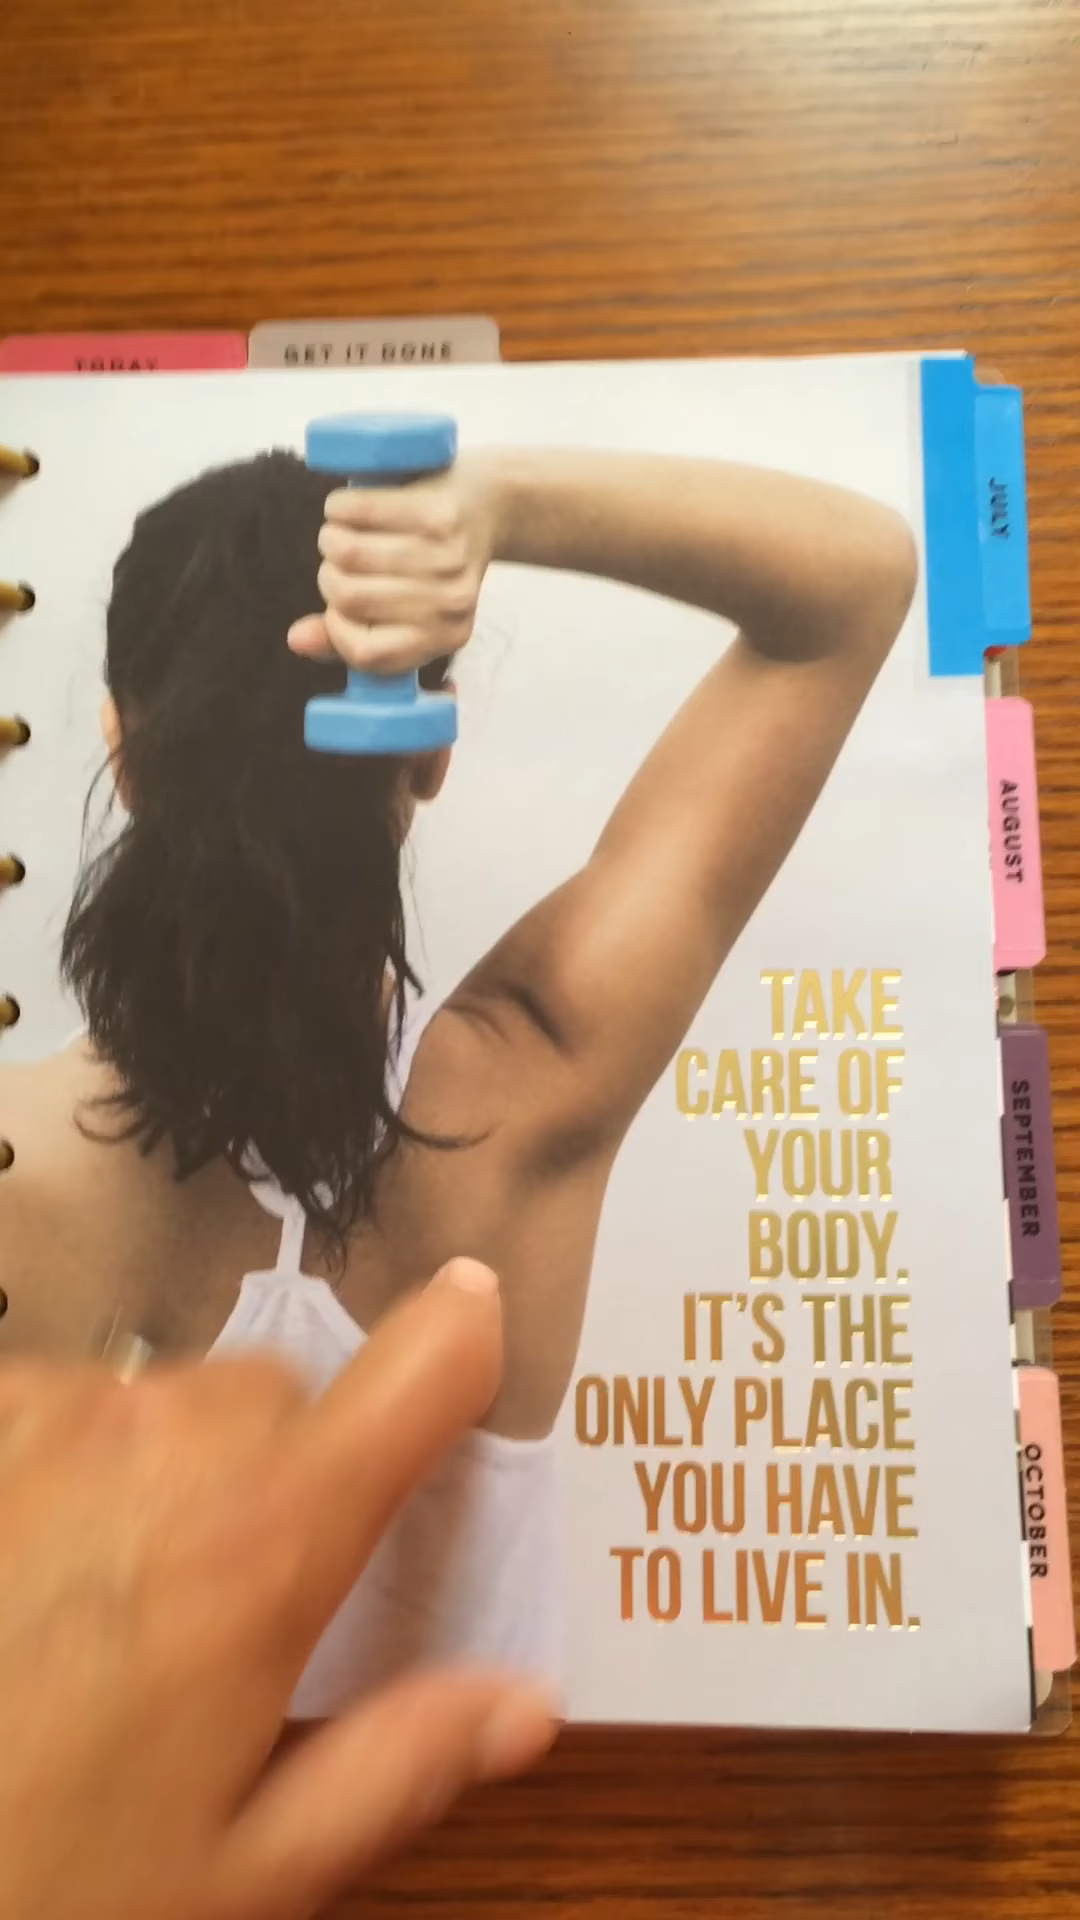 TODAY
GET IT DONE
JULY
AUGUST
SEPTEMBER
OCTOBER
TAKE
CARE OF
YOUR
BODY.
IT'S THE
ONLY PLACE
YOU HAVE
TO LIVE IN.